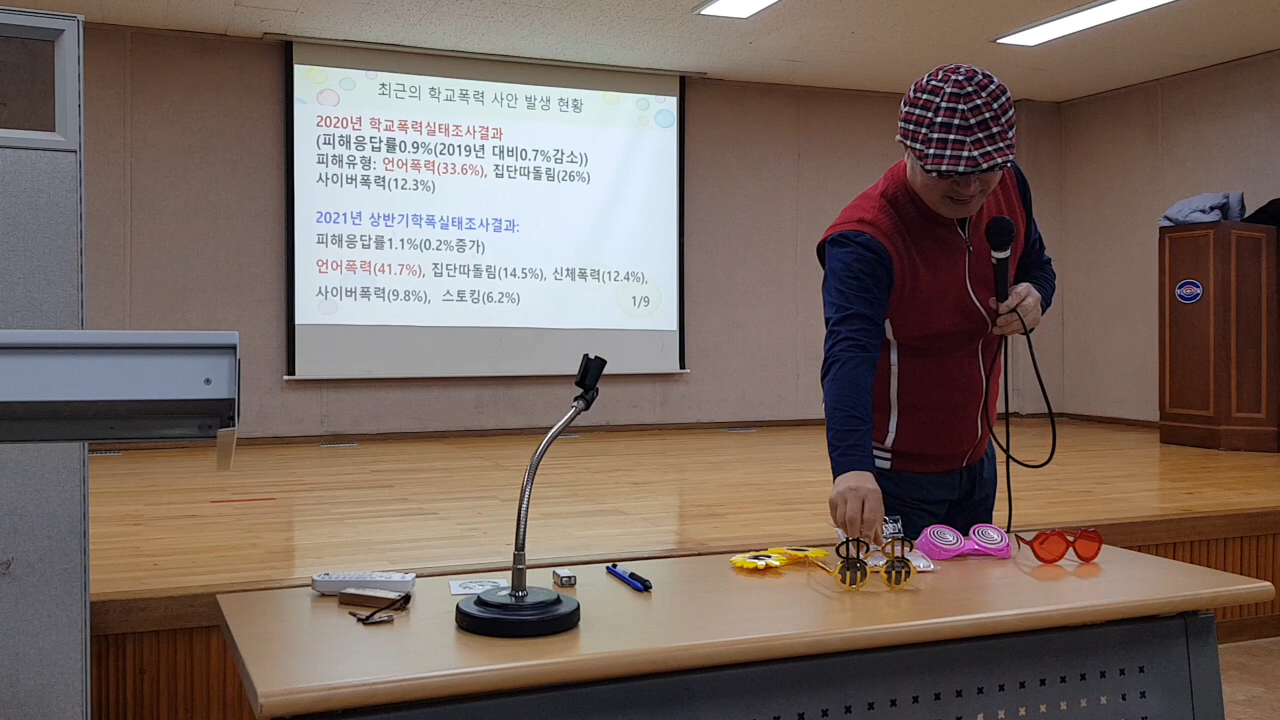 최근의 학교폭력 사안 발생 현황
2020년 학교폭력실태조사결과
(피해응답률0.9%(2019년 대비0.7%감소))
피해유형: 언어폭력(33.6%), 집단따돌림(26%)
사이버폭력(12.3%)
2021년 상반기학폭실태조사결과:
피해응답률1.1%(0.2%증가)
언어폭력(41.7%), 집단따돌림(14.5%), 신체폭력(12.4%),
사이버폭력(9.8%), 스토킹(6.2%)
1/9